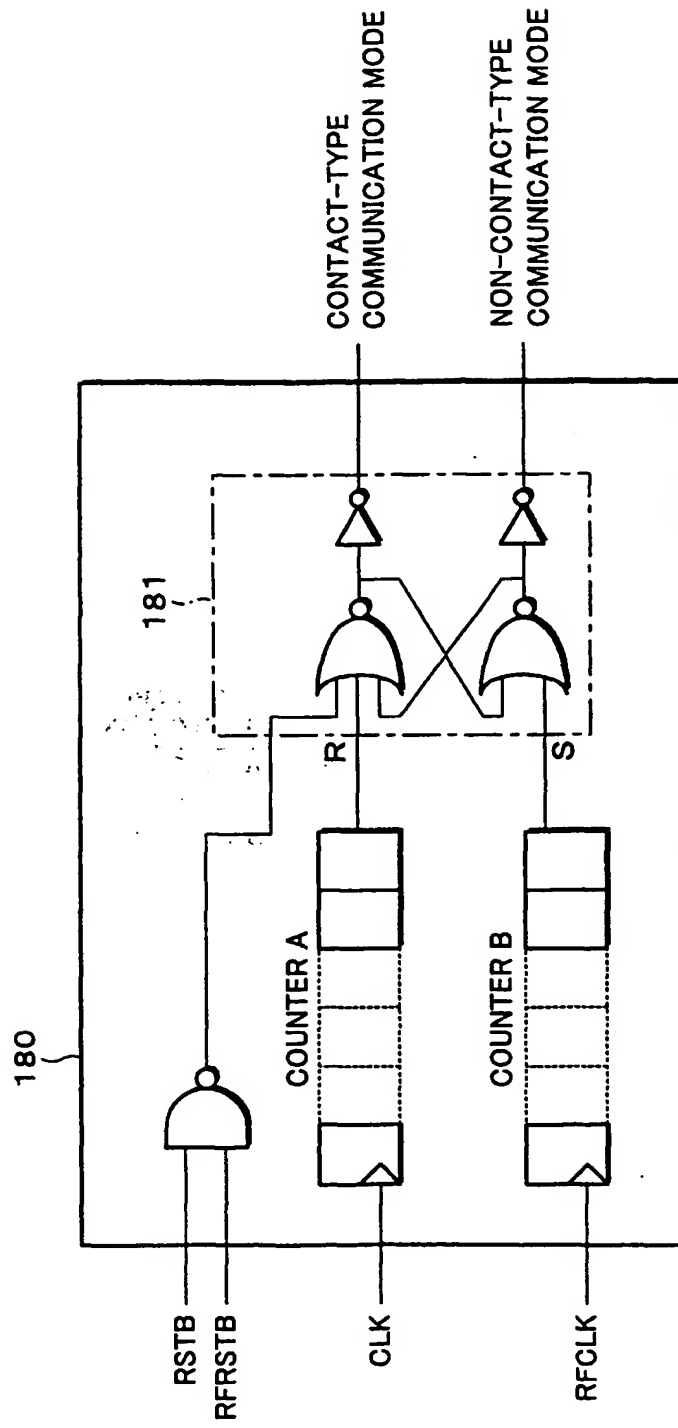 180
RSTB
RFRSTB
CLK
RFCLK
COUNTER A
COUNTER B
181
R
S
CONTACT-TYPE
COMMUNICATION MODE
NON-CONTACT-TYPE
COMMUNICATION MODE